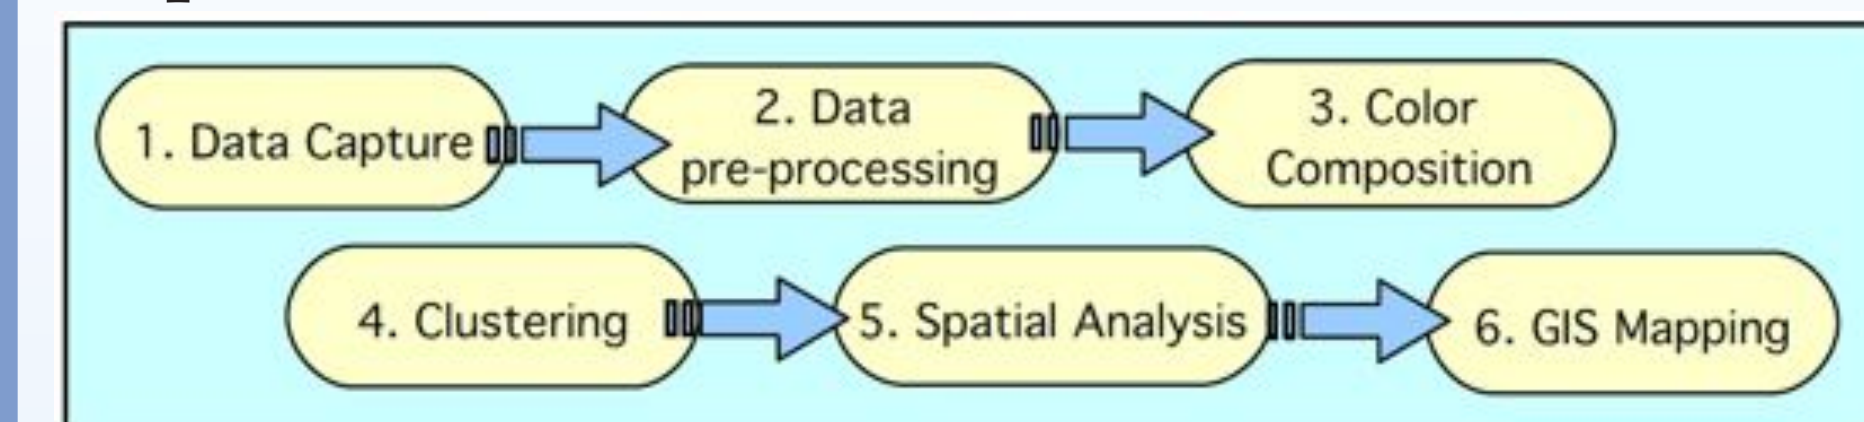 1. Data Capture
2. Data
pre-processing
3. Color
Composition
4. Clustering
5. Spatial Analysis
6. GIS Mapping